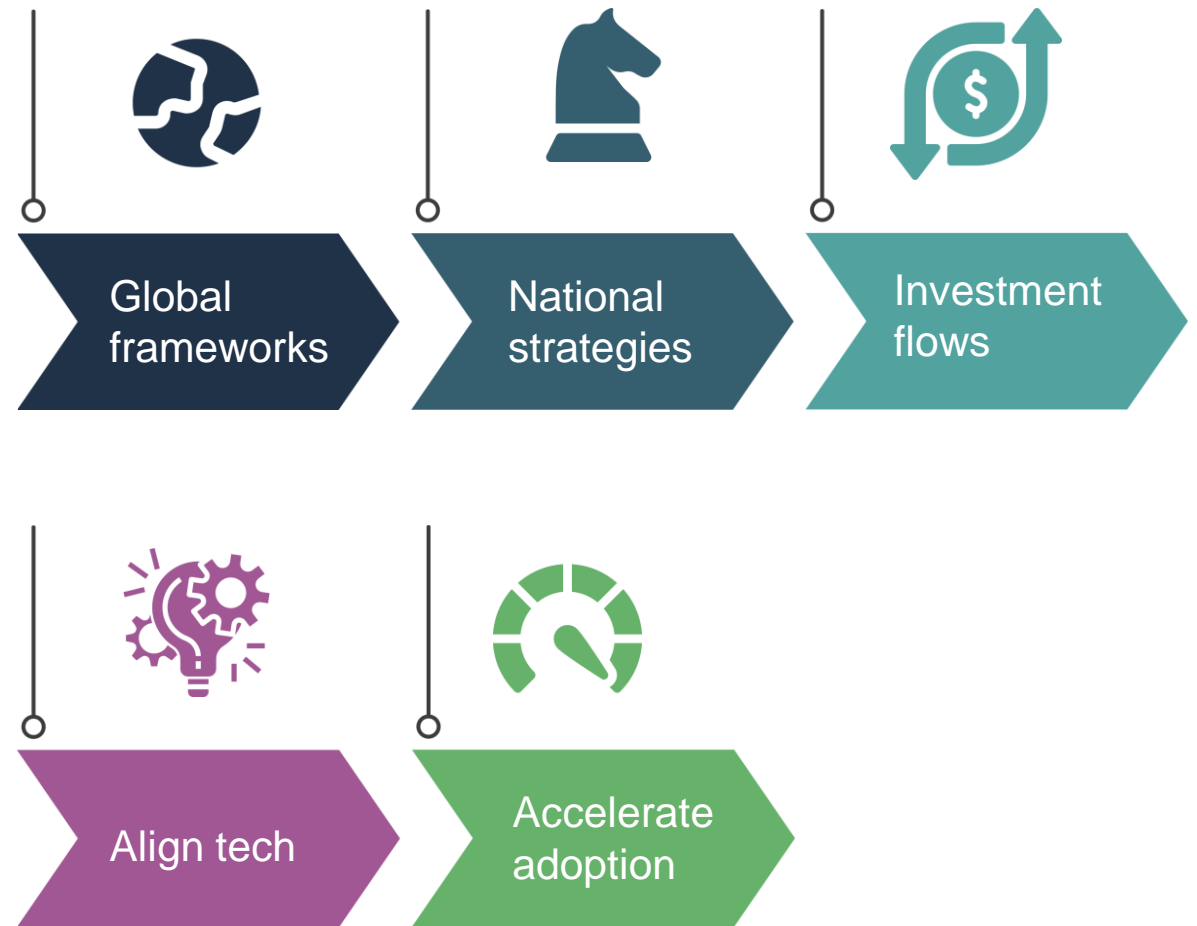 Global
frameworks
National
strategies
$
Investment
flows
Align tech
Accelerate
adoption